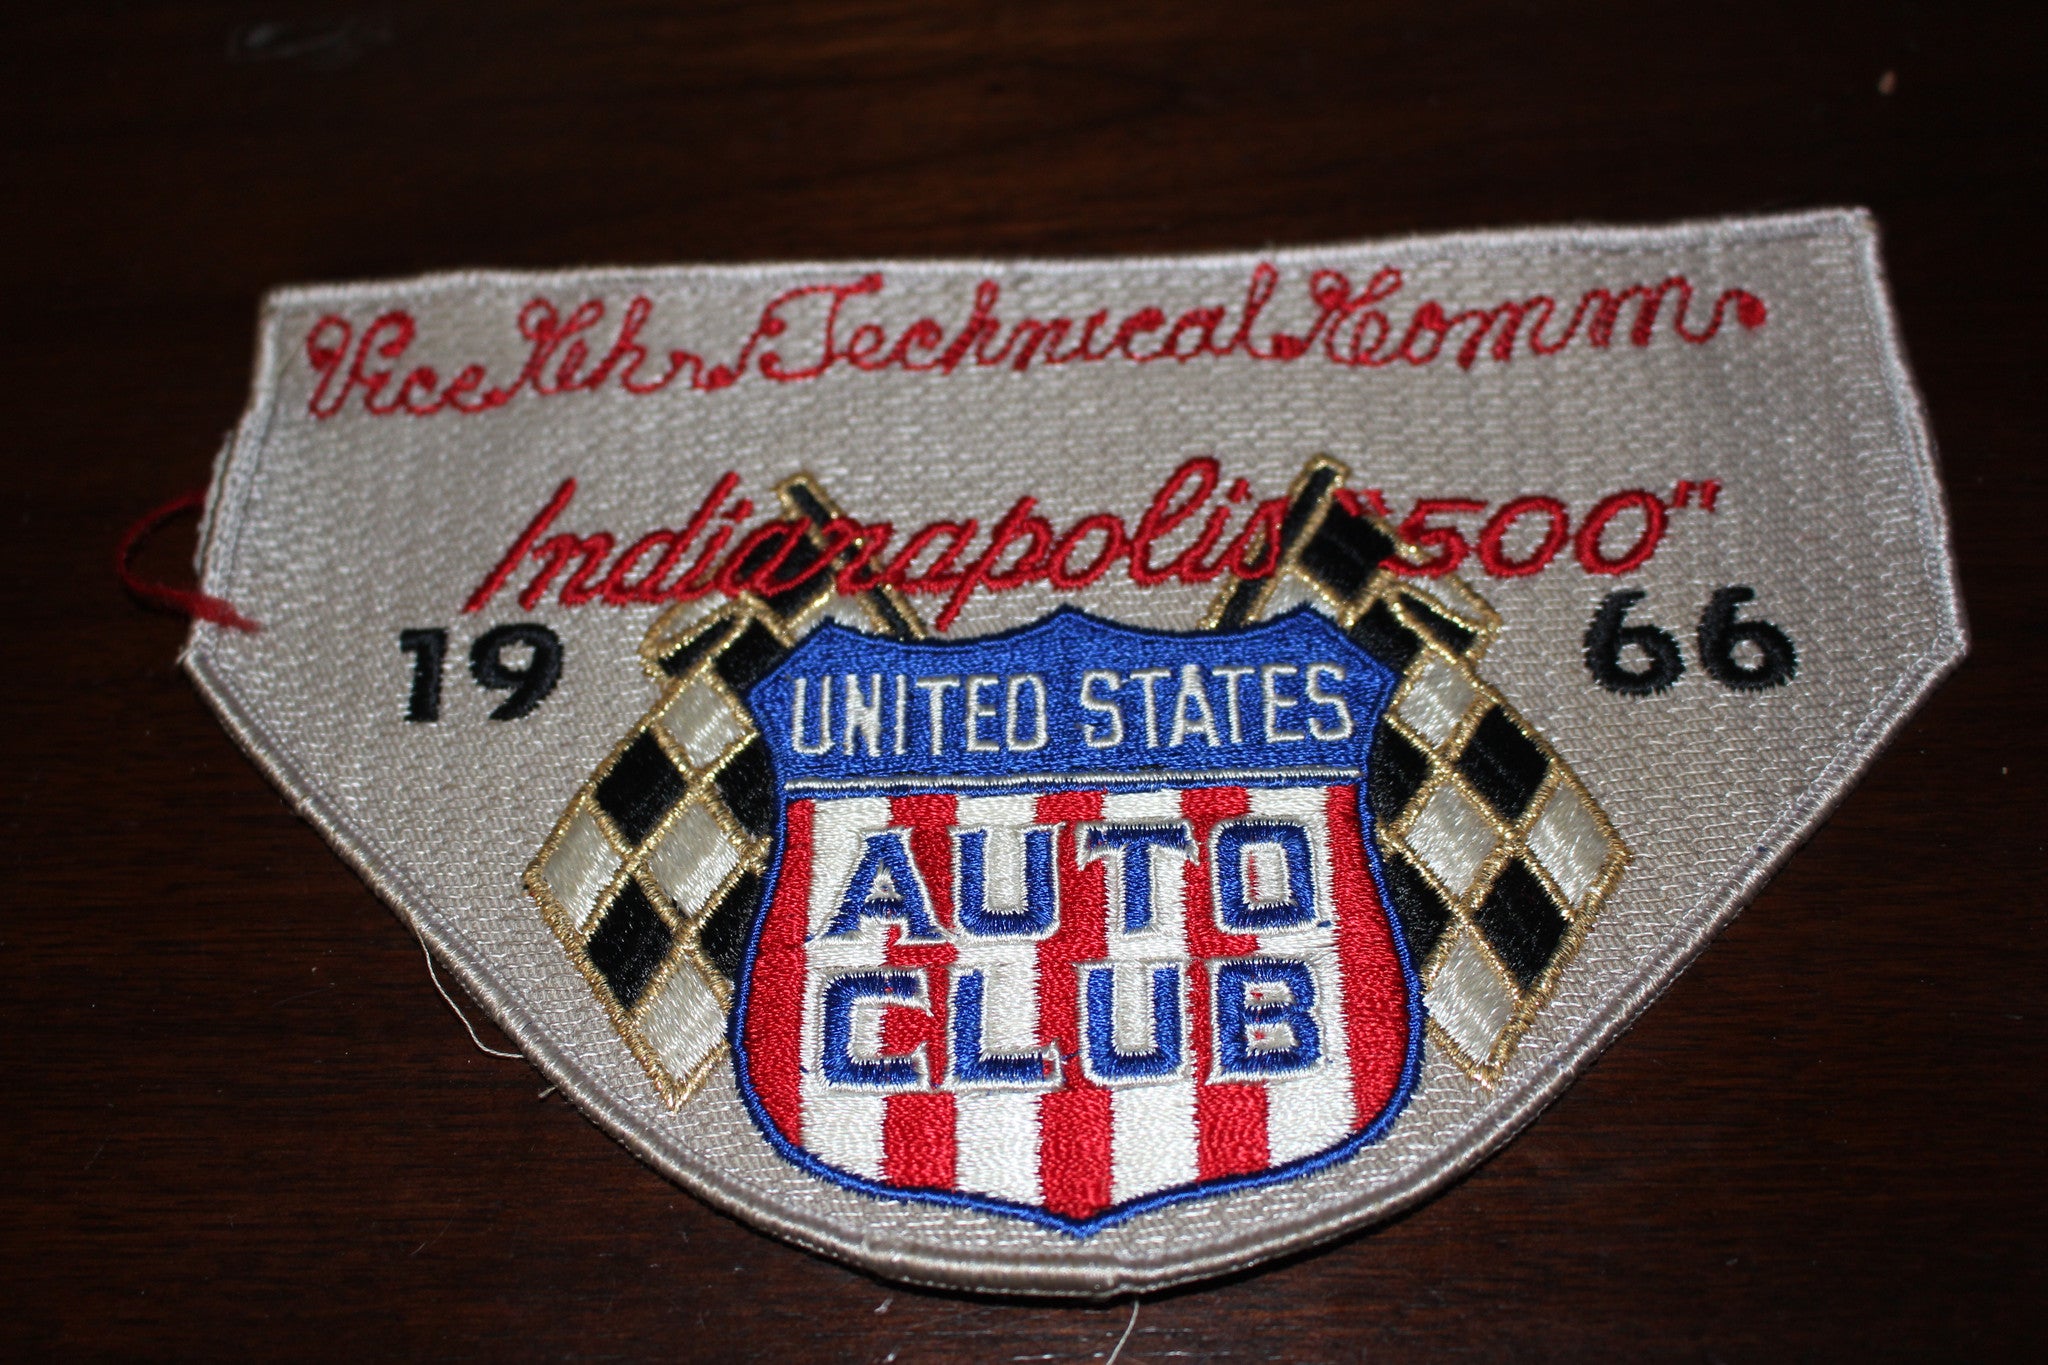 Vice Chr. Technical Comm.
Indianapolis "500"
19 66
UNITED STATES
AUTO
CLUB